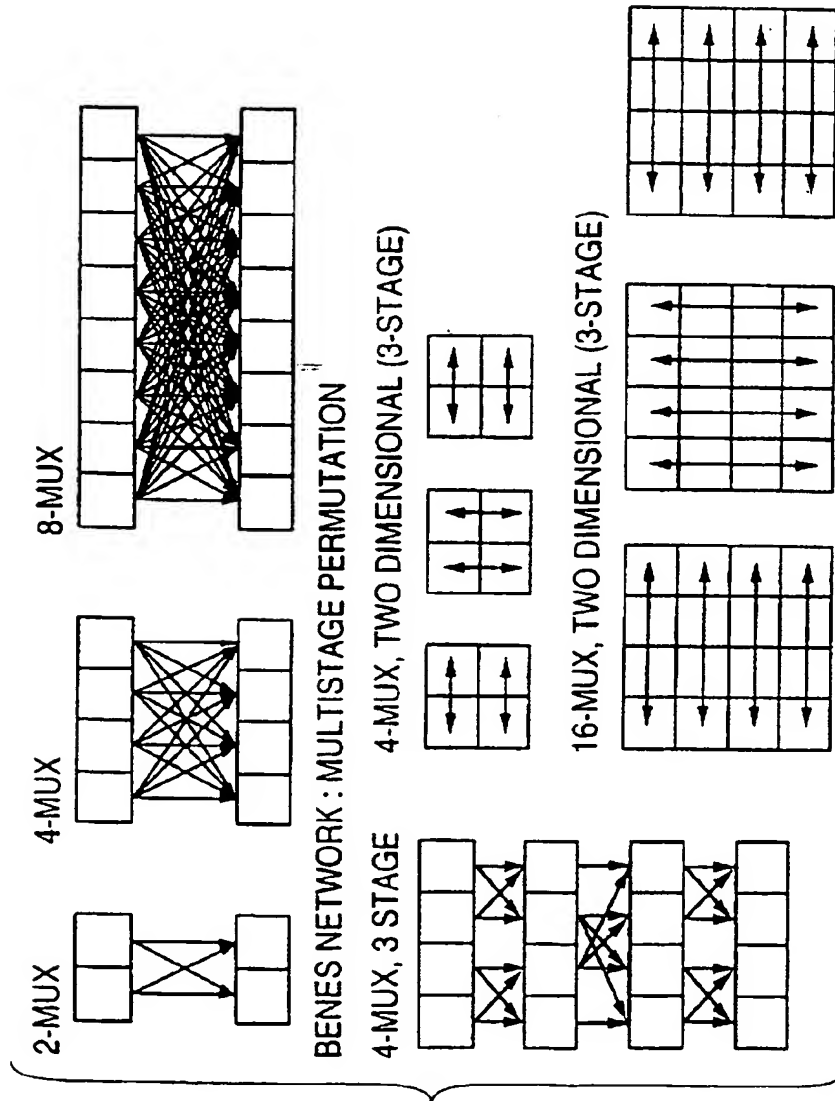 2-MUX
4-MUX
8-MUX
BENES NETWORK : MULTISTAGE PERMUTATION
4-MUX, 3 STAGE
4-MUX, TWO DIMENSIONAL (3-STAGE)
16-MUX, TWO DIMENSIONAL (3-STAGE)